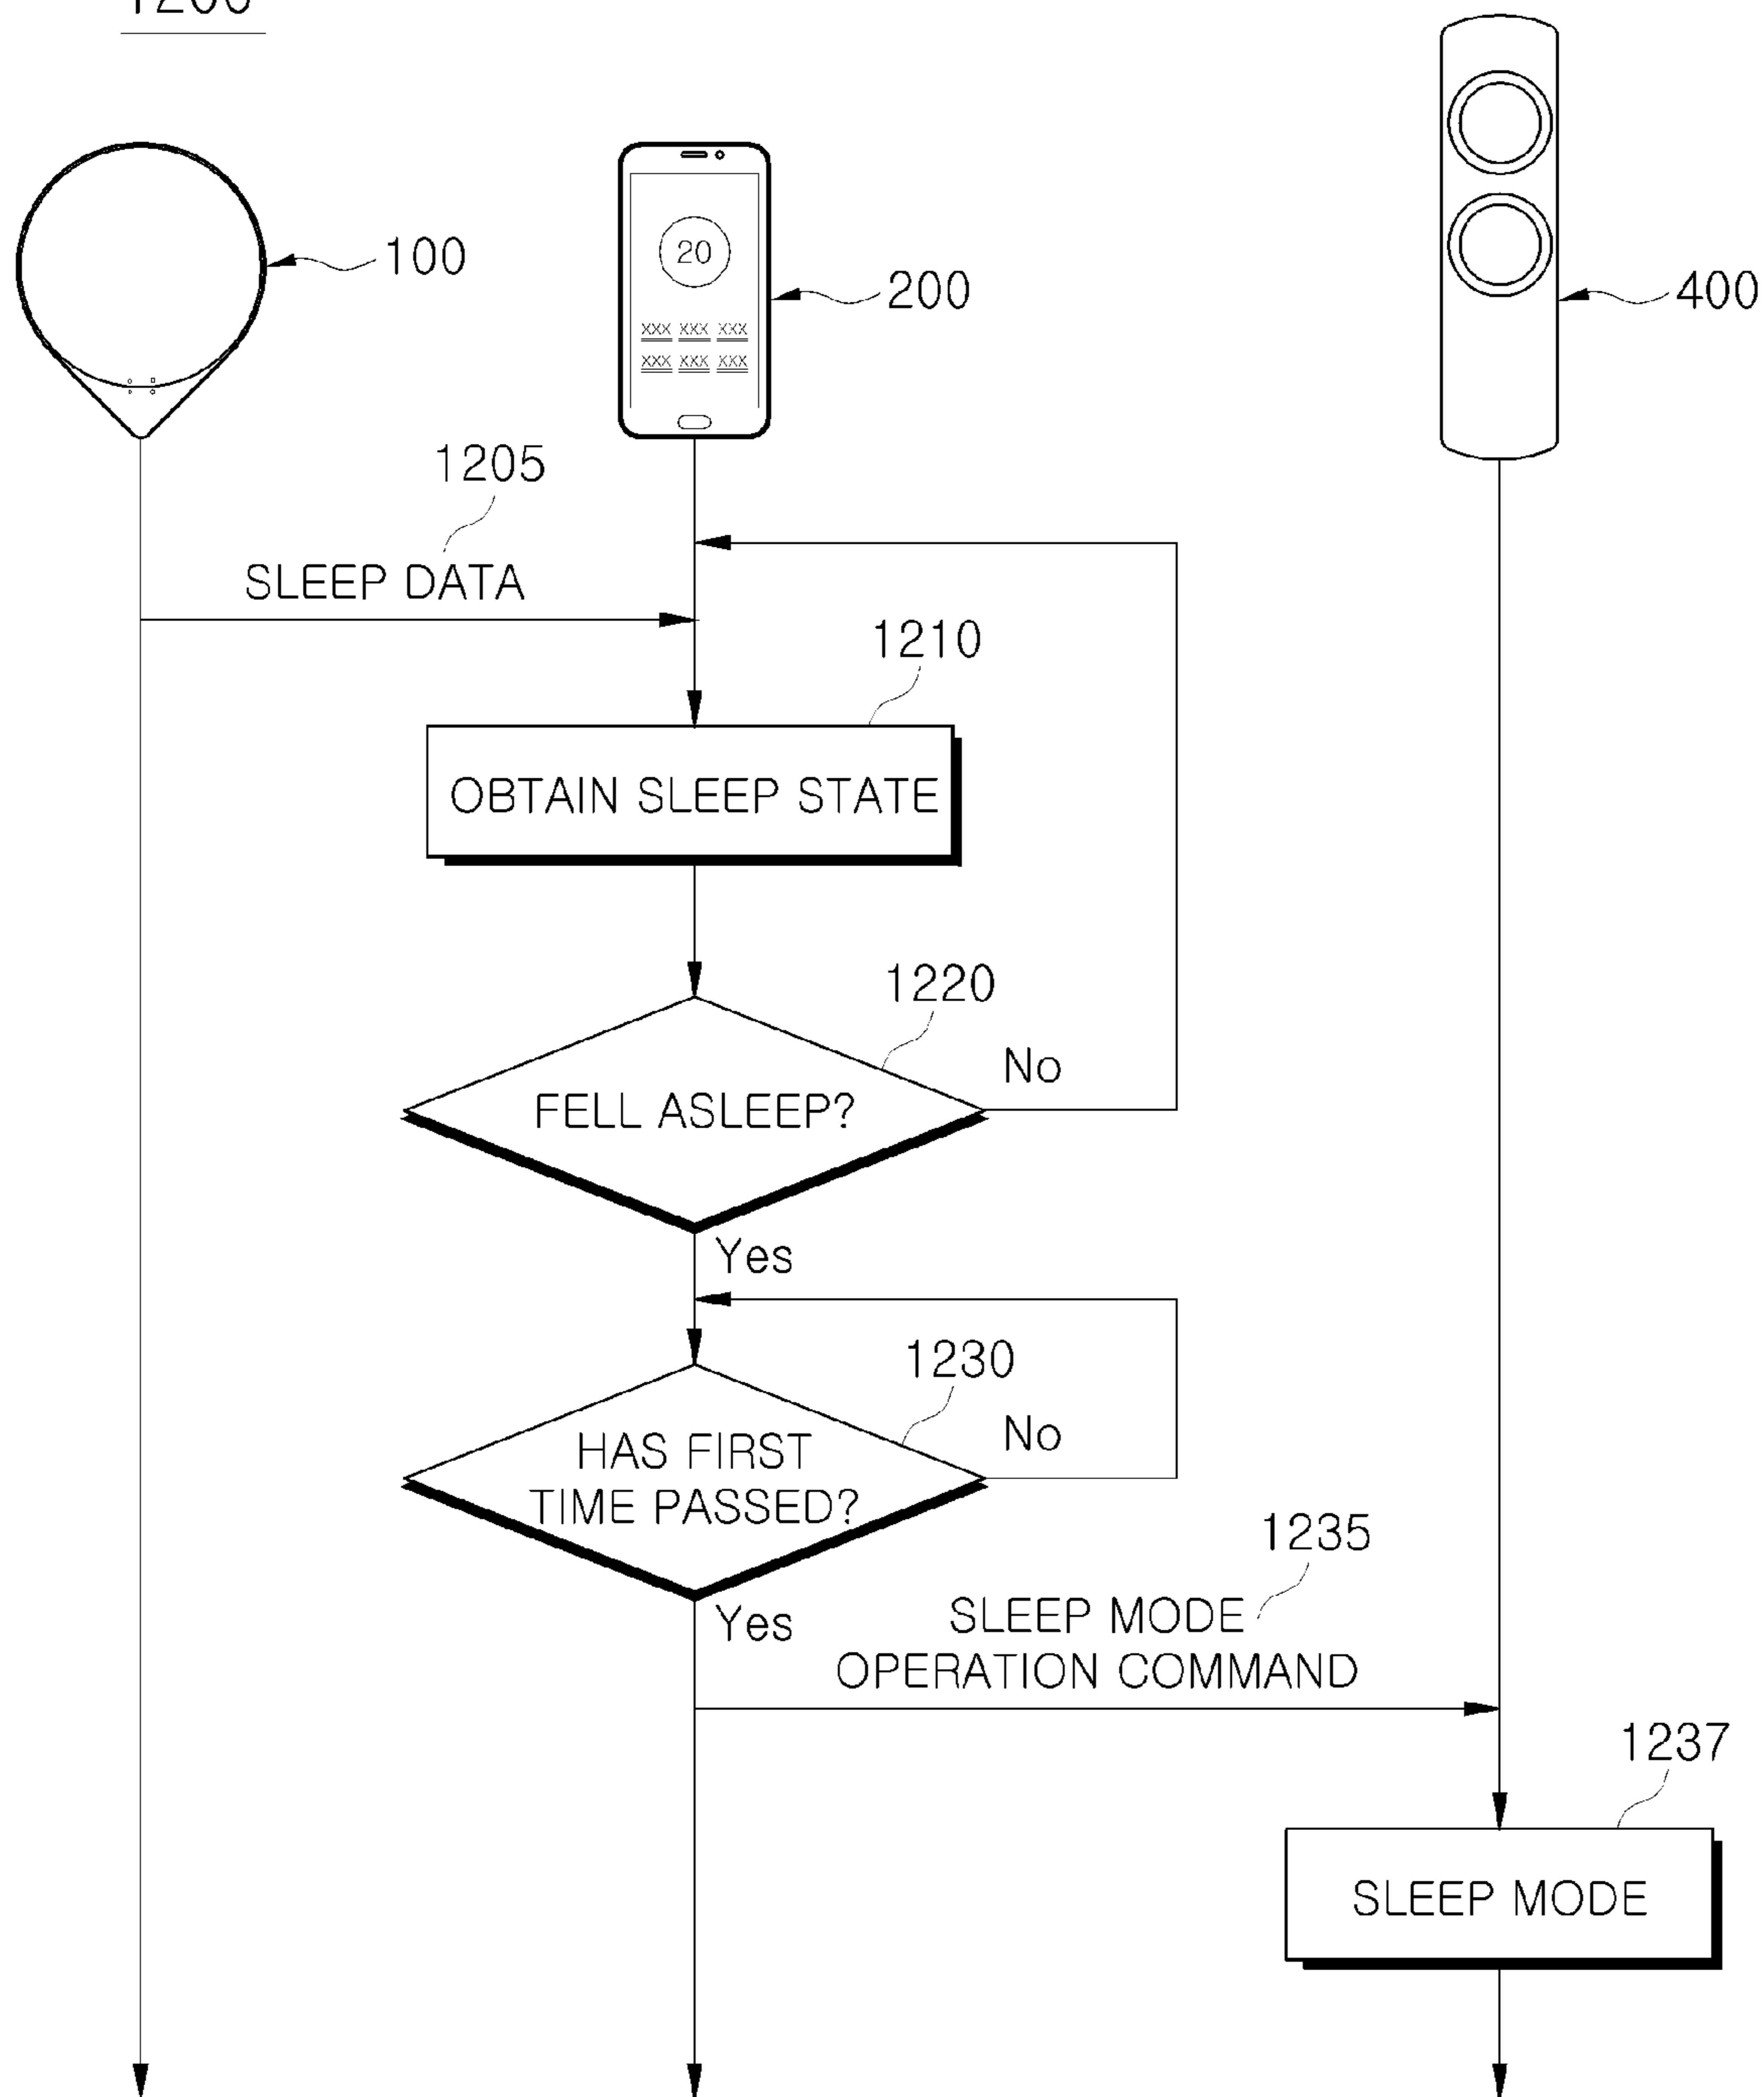 1200
100
20
200
400
XXX XXX XXX
XXX XXX XXX
1205
SLEEP DATA
1210
OBTAIN SLEEP STATE
1220
No
FELL ASLEEP?
Yes
1230
No
HAS FIRST
TIME PASSED?
1235
Yes
SLEEP MODE
OPERATION COMMAND
1237
SLEEP MODE